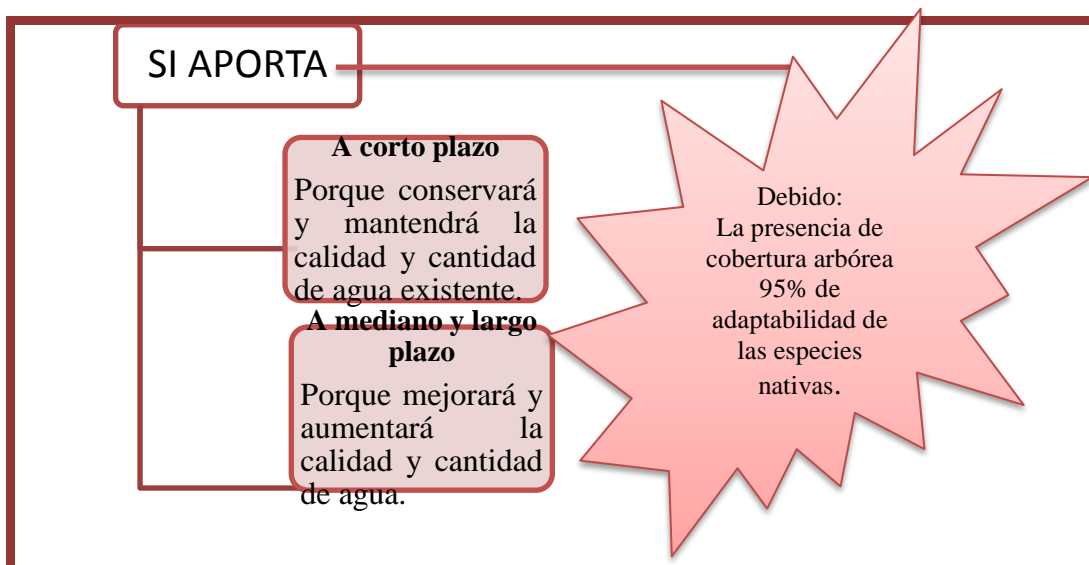 SI APORTA
A corto plazo
Porque conservará
y mantendrá la
calidad y cantidad
de agua existente.
A mediano y largo
plazo
Porque mejorará y
aumentará la
calidad y cantidad
de agua.
Debido:
La presencia de
cobertura arbórea
95% de
adaptabilidad de
las especies
nativas.